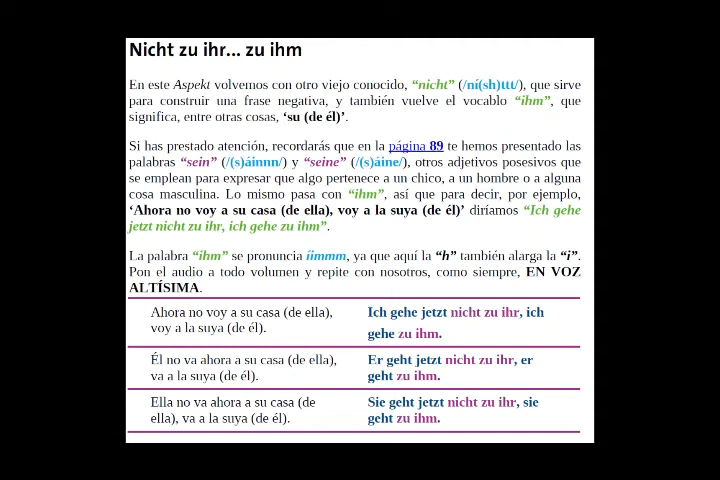 Nicht zu ihr... zu ihm
En este Aspekt volvemos con otro viejo conocido, “nicht” (/ní(sh)ttt/), que sirve
para construir una frase negativa, y también vuelve el vocablo “ihm”, que
significa, entre otras cosas, ‘su (de él)’.
Si has prestado atención, recordarás que en la página 89 te hemos presentado las
palabras “sein” (/(s)áinnn/) y “seine” (/(s)áine/), otros adjetivos posesivos que
se emplean para expresar que algo pertenece a un chico, a un hombre o a alguna
cosa masculina. Lo mismo pasa con “ihm”, así que para decir, por ejemplo,
‘Ahora no voy a su casa (de ella), voy a la suya (de él)’ diríamos “Ich gehe
jetzt nicht zu ihr, ich gehe zu ihm”.
La palabra “ihm” se pronuncia íimmm, ya que aquí la “h” también alarga la “i”.
Pon el audio a todo volumen y repite con nosotros, como siempre, EN VOZ
ALTÍSIMA.
Ahora no voy a su casa (de ella), Ich gehe jetzt nicht zu ihr, ich
voy a la suya (de él). gehe zu ihm.
Él no va ahora a su casa (de ella), Er geht jetzt nicht zu ihr, er
va a la suya (de él). geht zu ihm.
Ella no va ahora a su casa (de Sie geht jetzt nicht zu ihr, sie
ella), va a la suya (de él). geht zu ihm.